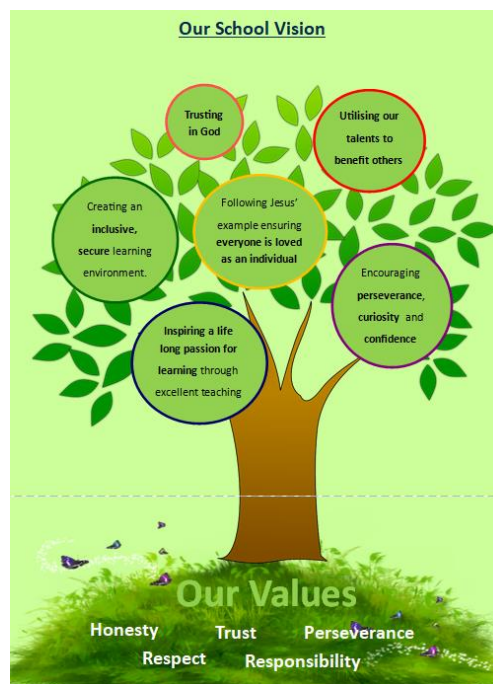 Our School Vision
Trusting
in God
Utilising our
talents to
benefit others
Creating an
inclusive,
secure learning
environment.
Following Jesus’
example ensuring
everyone is loved
as an individual
Encouraging
perseverance,
curiosity and
confidence
Inspiring a life
long passion for
learning through
excellent teaching
Our Values
Honesty
Trust
Perseverance
Respect
Responsibility